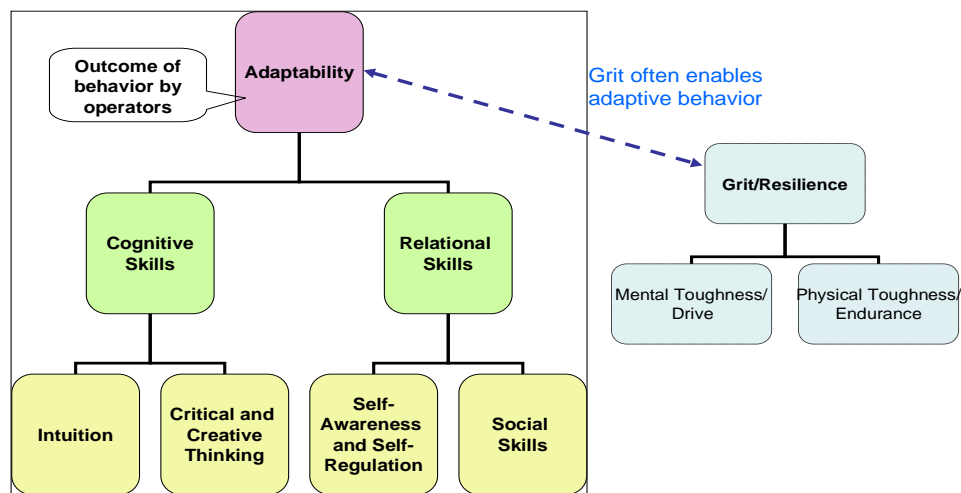 Outcome of
behavior by
operators
Adaptability
Grit often enables
adaptive behavior
Grit/Resilience
Cognitive
Skills
Relational
Skills
Mental Toughness/
Drive
Physical Toughness/
Endurance
Intuition
Critical and
Creative
Thinking
Self-
Awareness
and Self-
Regulation
Social
Skills